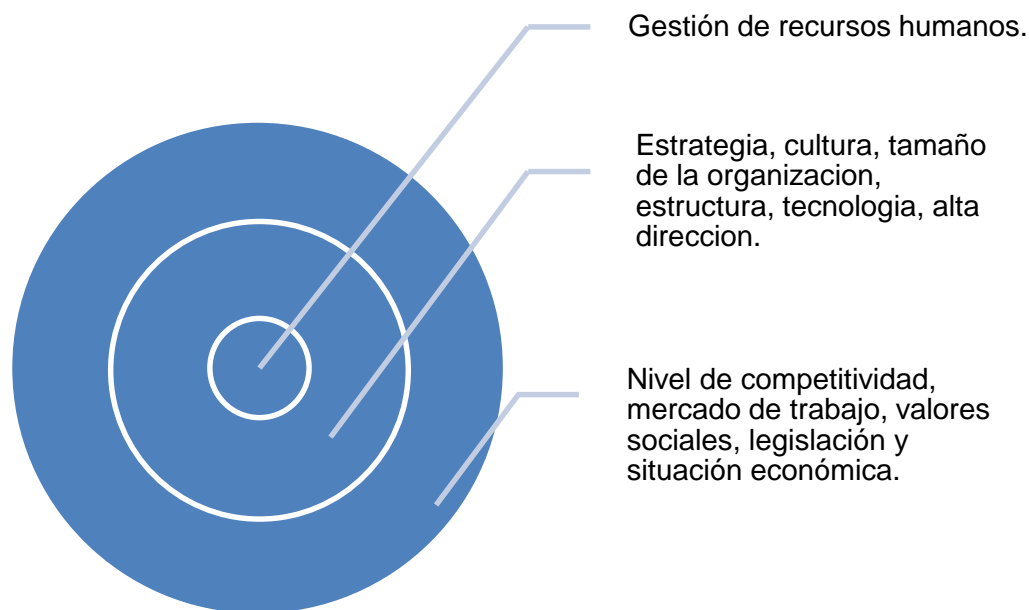 Gestión de recursos humanos.
Estrategia, cultura, tamaño
de la organizacion,
estructura, tecnologia, alta
direccion.
Nivel de competitividad,
mercado de trabajo, valores
sociales, legislación y
situación económica.